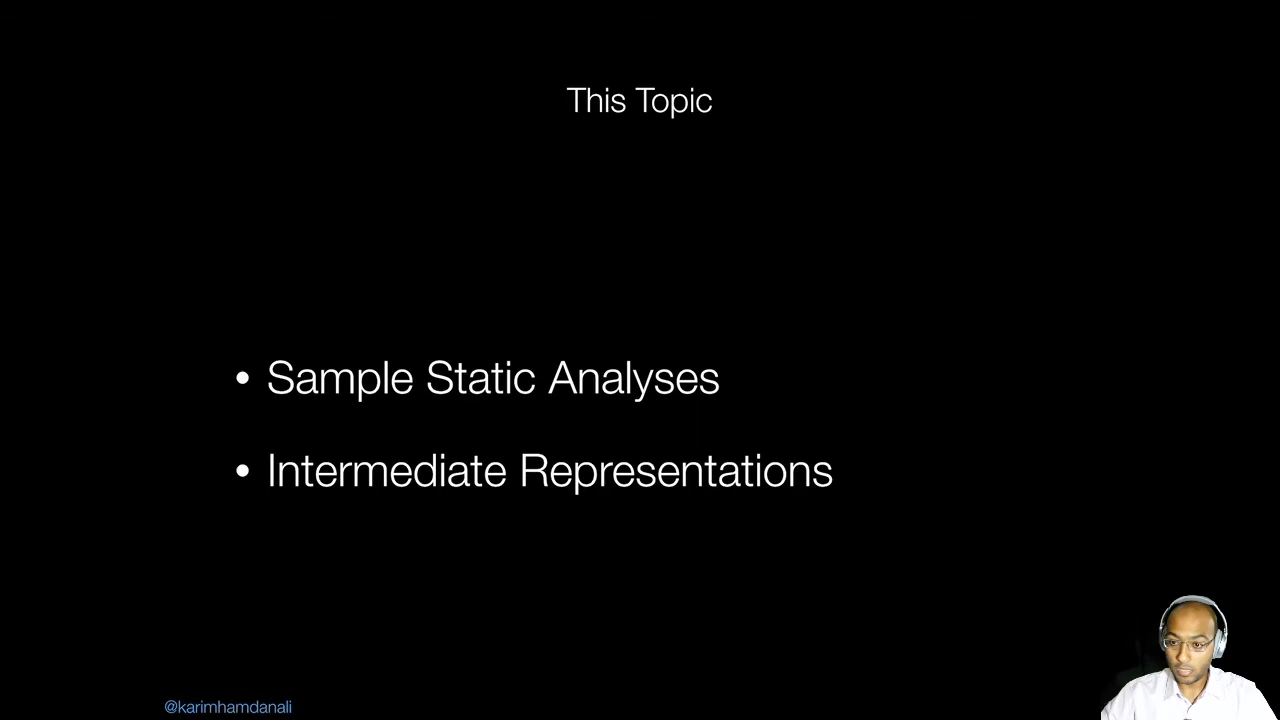 This Topic
• Sample Static Analyses
• Intermediate Representations
@karimhamdanali